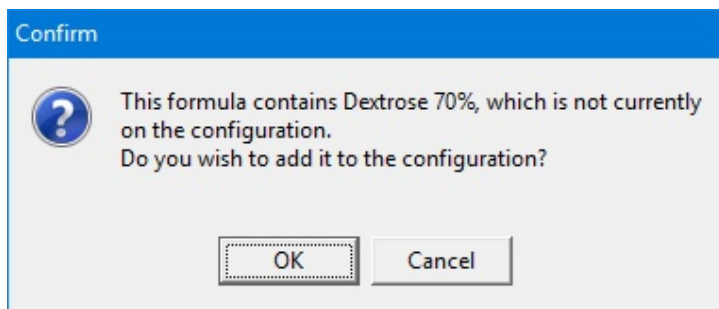 Confirm
This formula contains Dextrose 70%, which is not currently
on the configuration.
Do you wish to add it to the configuration?
OK
Cancel